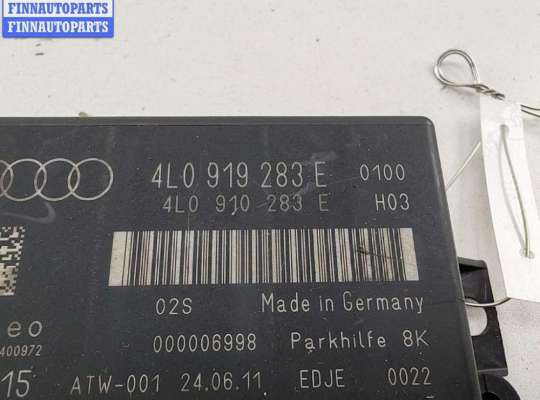 FINNAUTOPARTS
FINNAUTOPARTS
4L0 919 283 E 0100
4L0 910 283 E H03
02S Made in Germany
eo 000006998 Parkhilfe 8K
400972
15 ATW-001 24.06.11 EDJE 0022